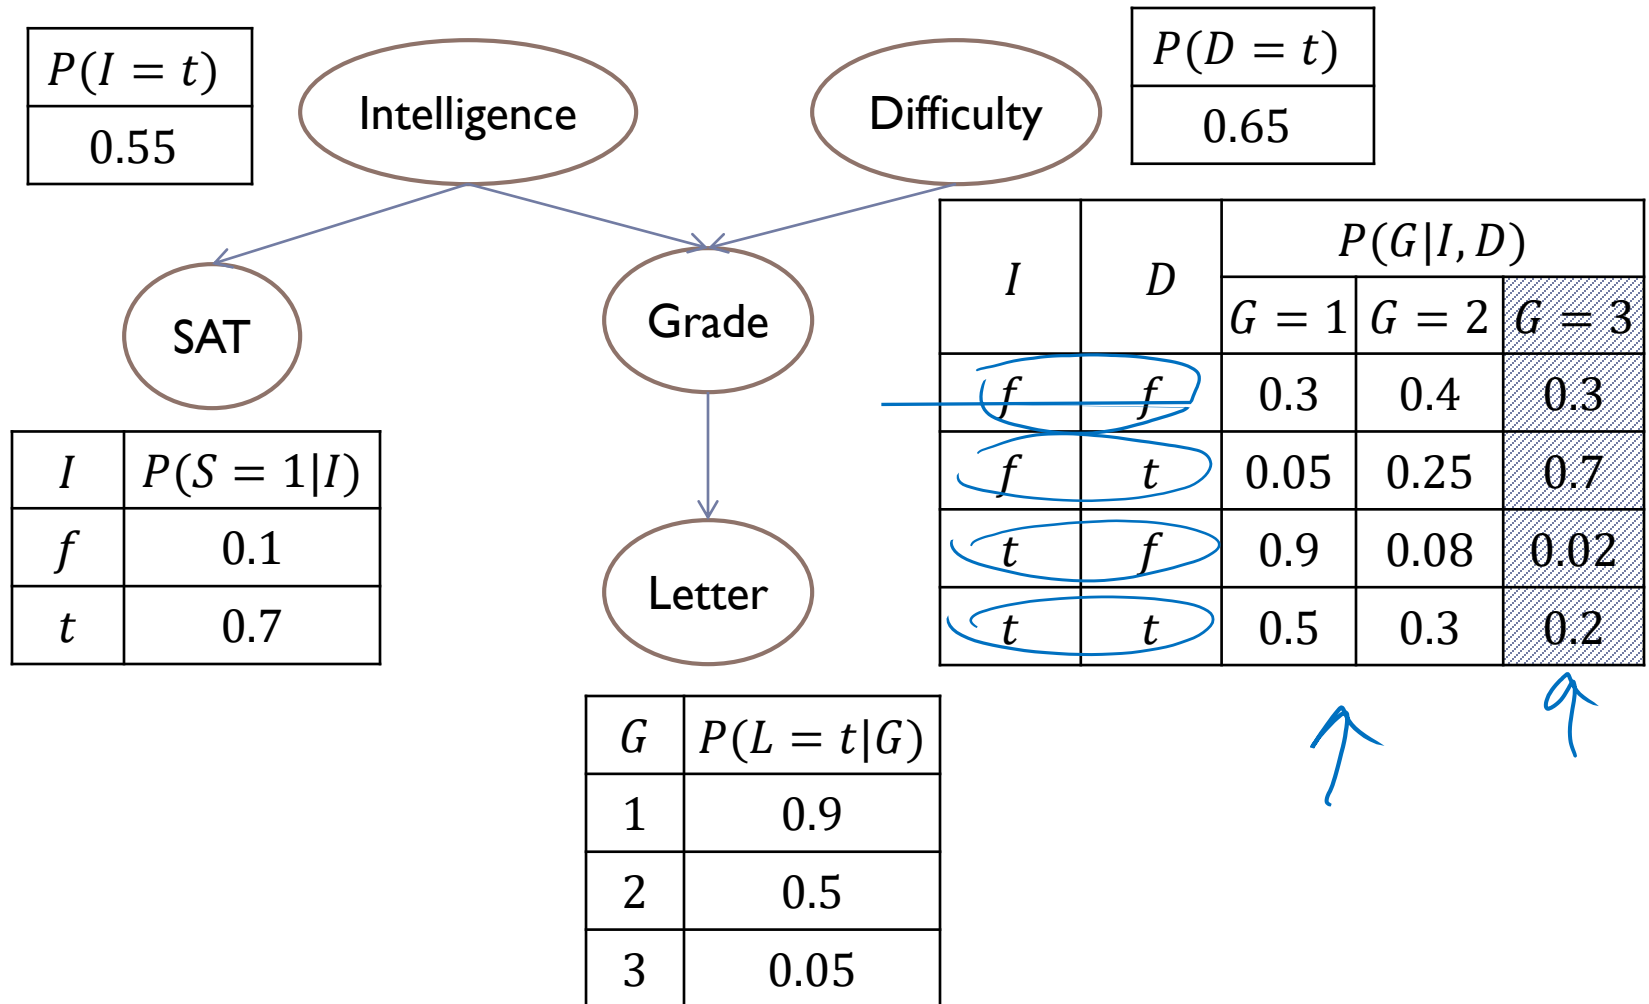 P(I = t)
0.55
Intelligence
Difficulty
P(D = t)
0.65
SAT
Grade
Letter
I P(S = 1|I)
f 0.1
t 0.7
I D P(G|I, D)
G = 1 G = 2 G = 3
f f 0.3 0.4 0.3
f t 0.05 0.25 0.7
t f 0.9 0.08 0.02
t t 0.5 0.3 0.2
G P(L = t|G)
1 0.9
2 0.5
3 0.05